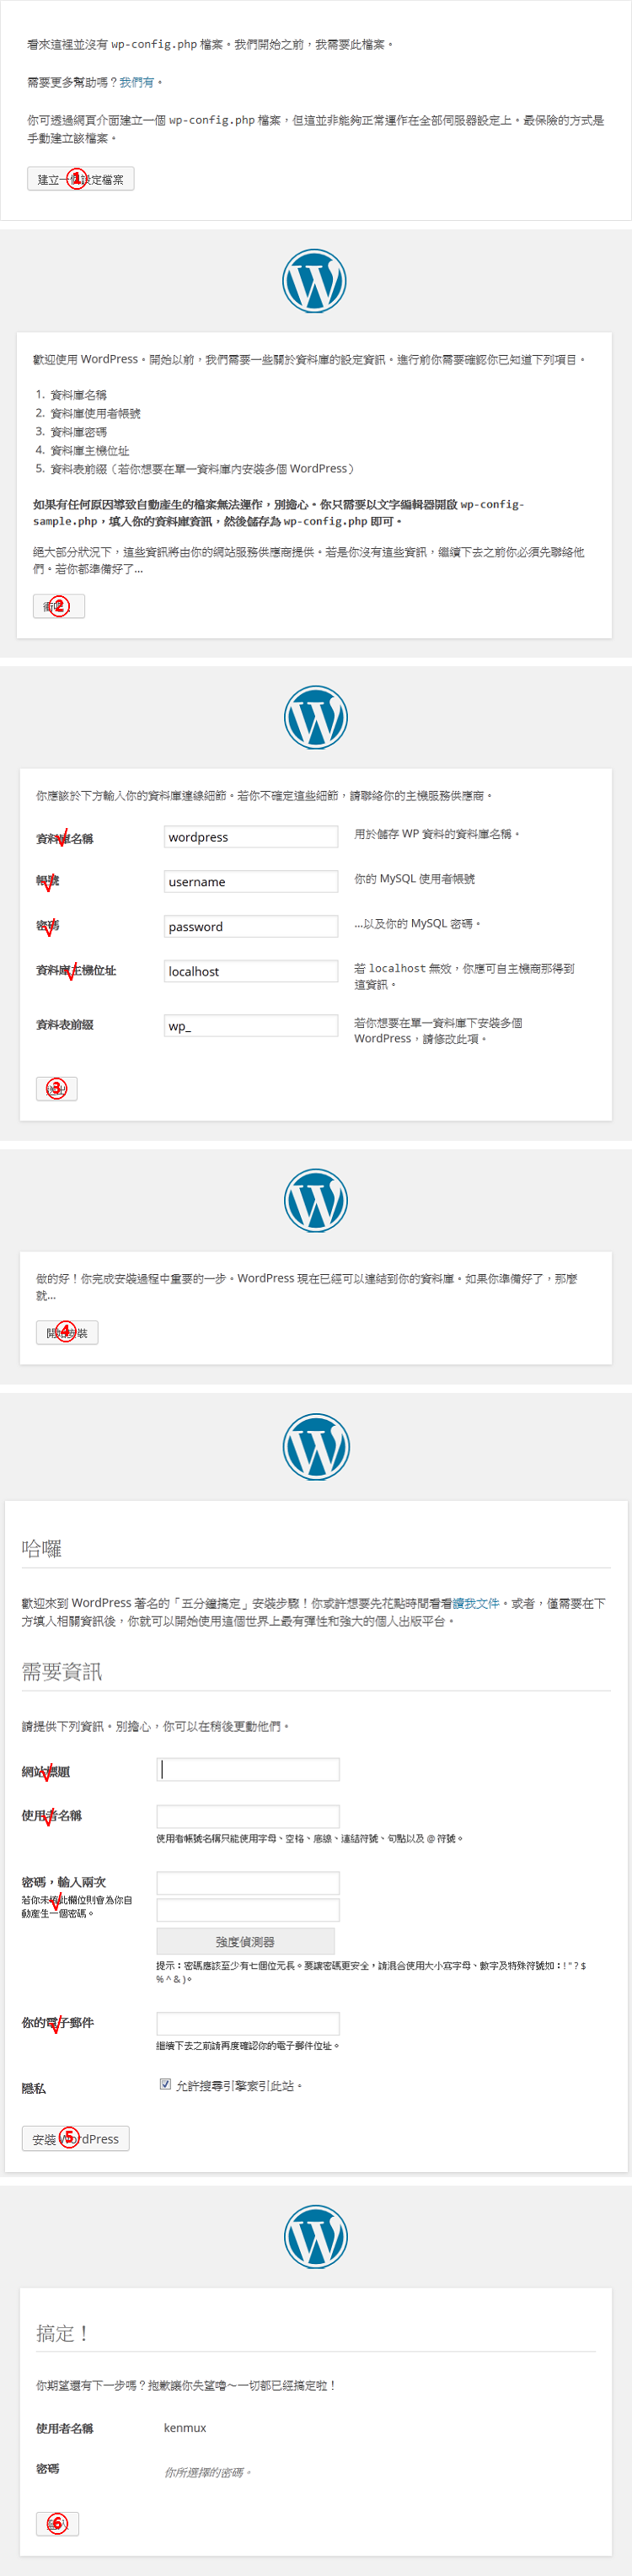 看來這裡並沒有 wp-config.php 檔案。我們開始之前，我需要此檔案。
需要更多幫助嗎？我們有。
你可透過網頁介面建立一個 wp-config.php 檔案，但這並非能夠正常運作在全部伺服器設定上。最保險的方式是
手動建立該檔案。
建立一個設定檔案
①
歡迎使用 WordPress。開始以前，我們需要一些關於資料庫的設定資訊。進行前你需要確認你已知道下列項目。
1. 資料庫名稱
2. 資料庫使用者帳號
3. 資料庫密碼
4. 資料庫主機位址
5. 資料表前綴（若你想要在單一資料庫內安裝多個 WordPress）
如果有任何原因導致自動產生的檔案無法運作，別擔心。你只需要以文字編輯器開啟 wp-config-
sample.php，填入你的資料庫資訊，然後儲存為 wp-config.php 即可。
絕大部分狀況下，這些資訊將由你的網站服務供應商提供。若是你沒有這些資訊，繼續下去之前你必須先聯絡他
們。若你都準備好了…
②
你應該於下方輸入你的資料庫連線細節。若你不確定這些細節，請聯絡你的主機服務供應商。
資料庫名稱 √ wordpress 用於儲存 WP 資料的資料庫名稱。
帳號 √ username 你的 MySQL 使用者帳號
密碼 √ password …以及你的 MySQL 密碼。
資料庫主機位址 √ localhost 若 localhost 無效，你應可自主機商那得到
這資訊。
資料表前綴 wp_ 若你想要在單一資料庫下安裝多個
WordPress，請修改此項。
送出
③
做的好！你完成安裝過程中重要的一步。WordPress 現在已經可以連結到你的資料庫。如果你準備好了，那麼
就…
開始安裝
④
哈囉
歡迎來到 WordPress 著名的「五分鐘搞定」安裝步驟！你或許想要先花點時間看看讀我文件。或者，僅需要在下
方填入相關資訊後，你就可以開始使用這個世界上最有彈性和強大的個人出版平台。
需要資訊
請提供下列資訊。別擔心，你可以在稍後更動他們。
網站標題 √
使用者名稱 √
使用者帳號名稱只能使用字母、空格、底線、連結符號、句點以及 @ 符號。
密碼，輸入兩次
若你未填此欄位則會為你自
動產生一個密碼。
√
強度偵測器
提示：密碼應該至少有七個位元長。要讓密碼更安全，請混合使用大小寫字母、數字及特殊符號如：! " ? $
% ^ & )。
你的電子郵件 √
繼續下去之前請再度確認你的電子郵件位址。
隱私 允許搜尋引擎索引此站。
安裝 WordPress
⑤
搞定！
你期望還有下一步嗎？抱歉讓你失望嚕～一切都已經搞定啦！
使用者名稱 kenmux
密碼 你所選擇的密碼。
⑥